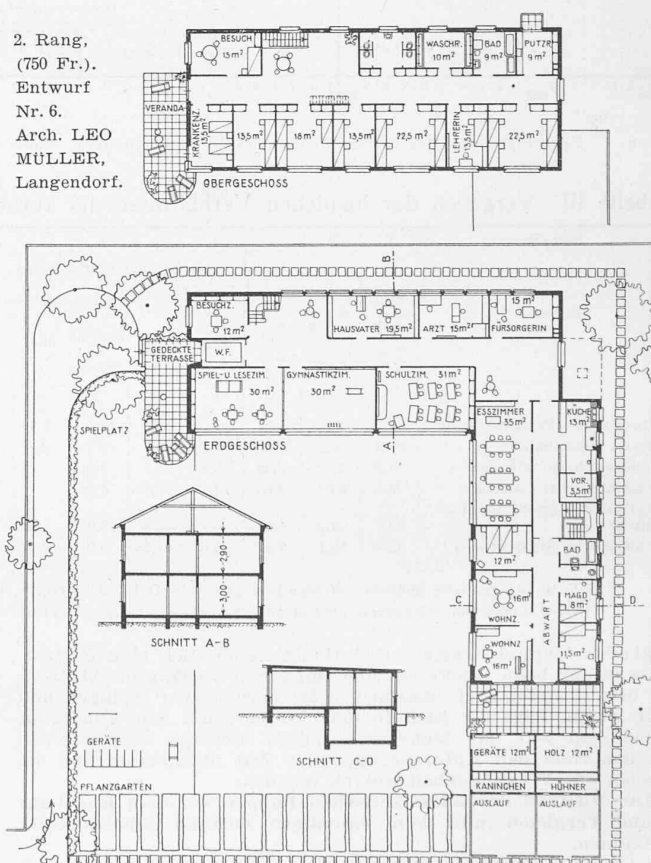 2. Rang,
(750 Fr.).
Entwurf
Nr. 6.
Arch. LEO
MÜLLER,
Langendorf.
BESUCH
13 m²
WASCHR.
10 m²
BAD
9 m²
PUTZR.
9 m²
VERANDA
KRANKENZ.
13,5 m²
13,5 m²
18 m²
13,5 m²
22,5 m²
LEHRERIN
13,5 m²
22,5 m²
OBERGESCHOSS
B
BESUCHZ.
12 m²
HAUSVATER 19,5 m²
ARZT 15 m²
15 m²
FÜRSORGERIN
GEDECKTE
TERRASSE
W.F.
SPIEL-U. LESEZIM.
30 m²
GYMNASTIKZIM.
30 m²
SCHULZIM. 31 m²
SPIELPLATZ
ERDGESCHOSS
A
ESSZIMMER
35 m²
KÜCHE
13 m²
VOR.
5,5 m²
12 m²
BAD
MAGD
8 m²
C
16 m²
WOHNZ.
ABWART
D
WOHNZ.
16 m²
11,5 m²
2,90
3,00
SCHNITT A-B
SCHNITT C-D
GERÄTE
PFLANZGARTEN
GERÄTE 12 m²
HOLZ 12 m²
KANINCHEN
HÜHNER
AUSLAUF
AUSLAUF